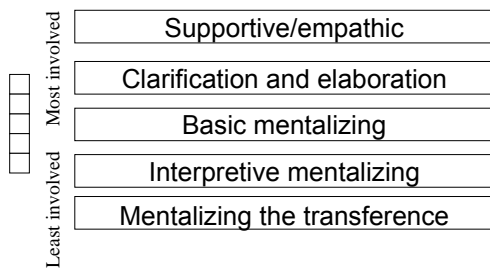 Most involved
Supportive/empathic
Clarification and elaboration
Basic mentalizing
Least involved
Interpretive mentalizing
Mentalizing the transference